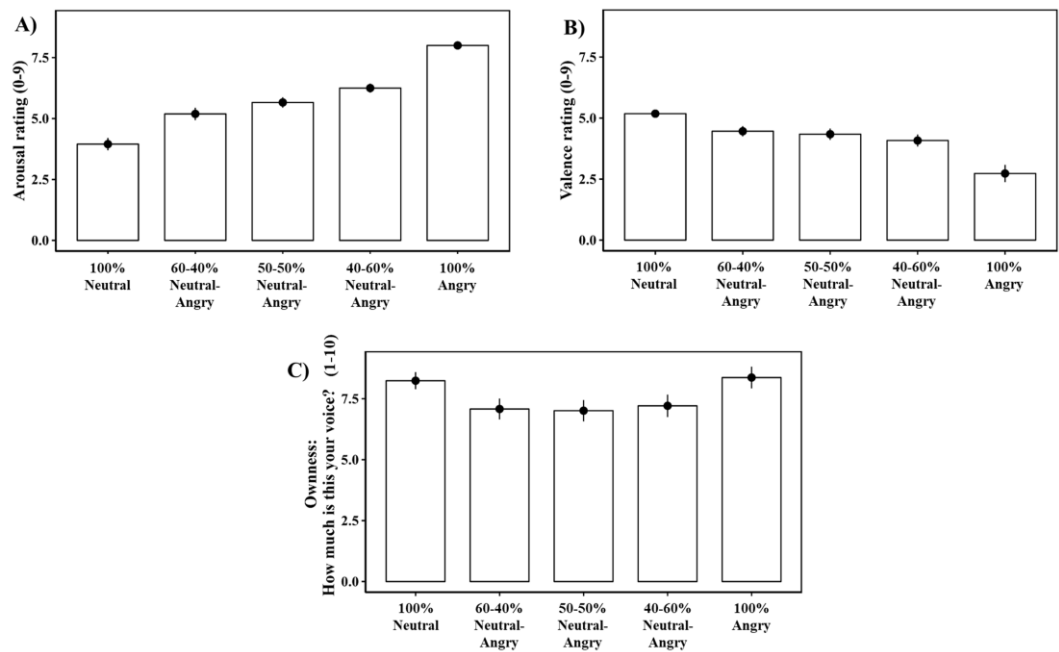 A)
Arousal rating (0-9)
7.5
5.0
2.5
0.0
100%
Neutral
60-40%
Neutral-
Angry
50-50%
Neutral-
Angry
40-60%
Neutral-
Angry
100%
Angry
B)
Valence rating (0-9)
7.5
5.0
2.5
0.0
100%
Neutral
60-40%
Neutral-
Angry
50-50%
Neutral-
Angry
40-60%
Neutral-
Angry
100%
Angry
C)
Ownness:
How much is this your voice? (1-10)
7.5
5.0
2.5
0.0
100%
Neutral
60-40%
Neutral-
Angry
50-50%
Neutral-
Angry
40-60%
Neutral-
Angry
100%
Angry